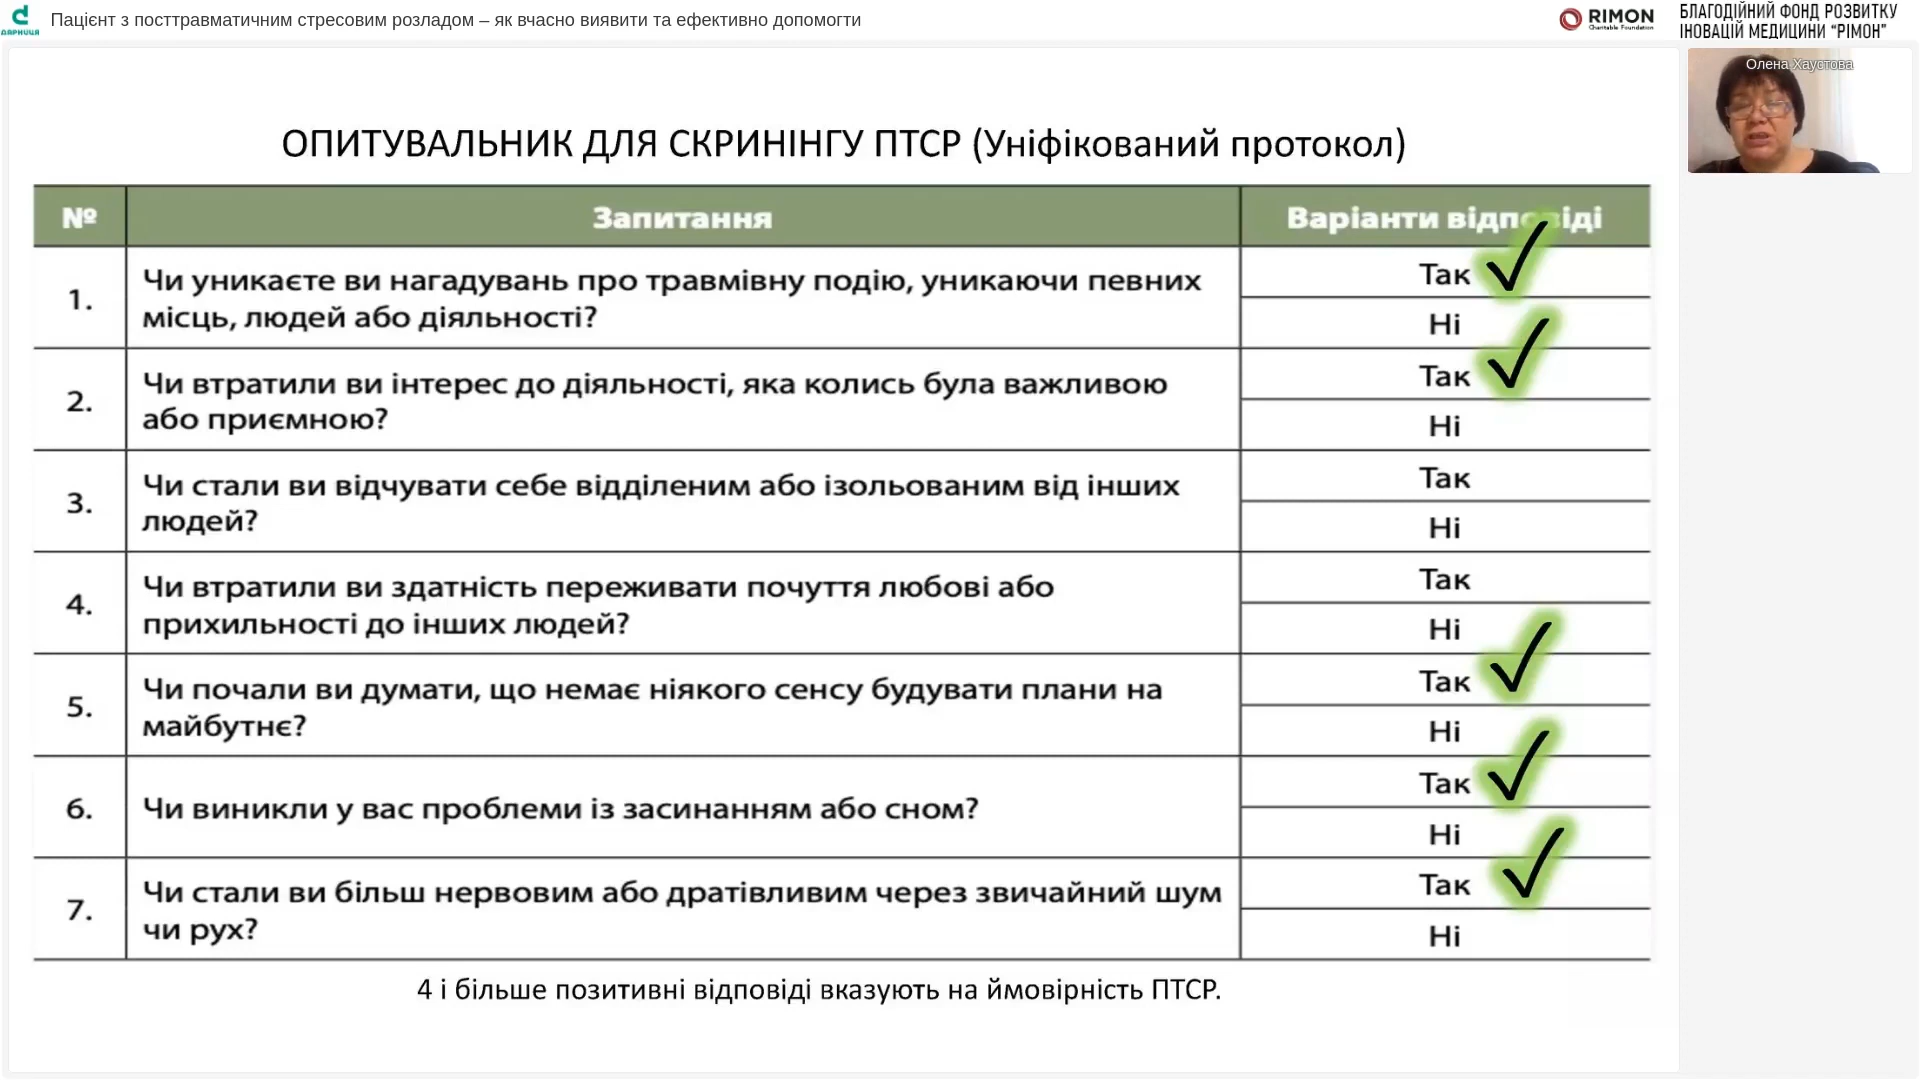 дарниця
Пацієнт з посттравматичним стресовим розладом – як вчасно виявити та ефективно допомогти
RIMON
Charitable Foundation
БЛАГОДІЙНИЙ ФОНД РОЗВИТКУ
ІНОВАЦІЙ МЕДИЦИНИ “РІМОН”
Олена Хаустова
ОПИТУВАЛЬНИК ДЛЯ СКРИНІНГУ ПТСР (Уніфікований протокол)
№ Запитання Варіанти відповіді
1. Чи уникаєте ви нагадувань про травмівну подію, уникаючи певних
місць, людей або діяльності?
Так
Ні
2. Чи втратили ви інтерес до діяльності, яка колись була важливою
або приємною?
Так
Ні
3. Чи стали ви відчувати себе відділеним або ізольованим від інших
людей?
Так
Ні
4. Чи втратили ви здатність переживати почуття любові або
прихильності до інших людей?
Так
Ні
5. Чи почали ви думати, що немає ніякого сенсу будувати плани на
майбутнє?
Так
Ні
6. Чи виникли у вас проблеми із засинанням або сном?
Так
Ні
7. Чи стали ви більш нервовим або дратівливим через звичайний шум
чи рух?
Так
Ні
4 і більше позитивні відповіді вказують на ймовірність ПТСР.